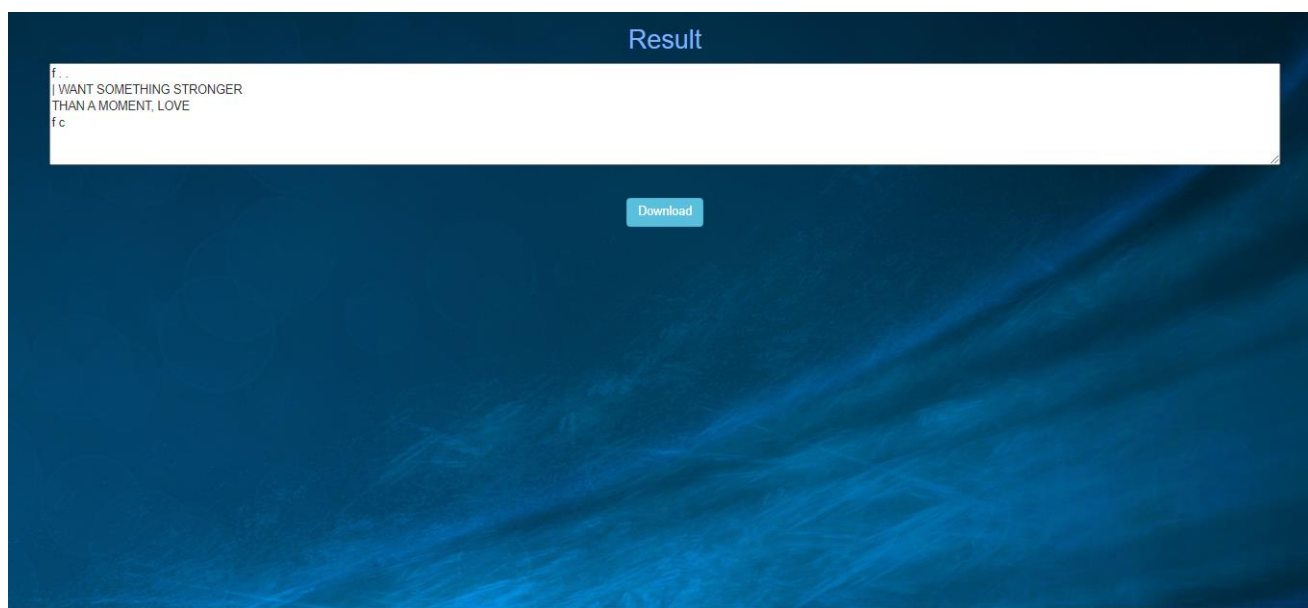 Result
f . .
| WANT SOMETHING STRONGER
THAN A MOMENT, LOVE
f c
Download